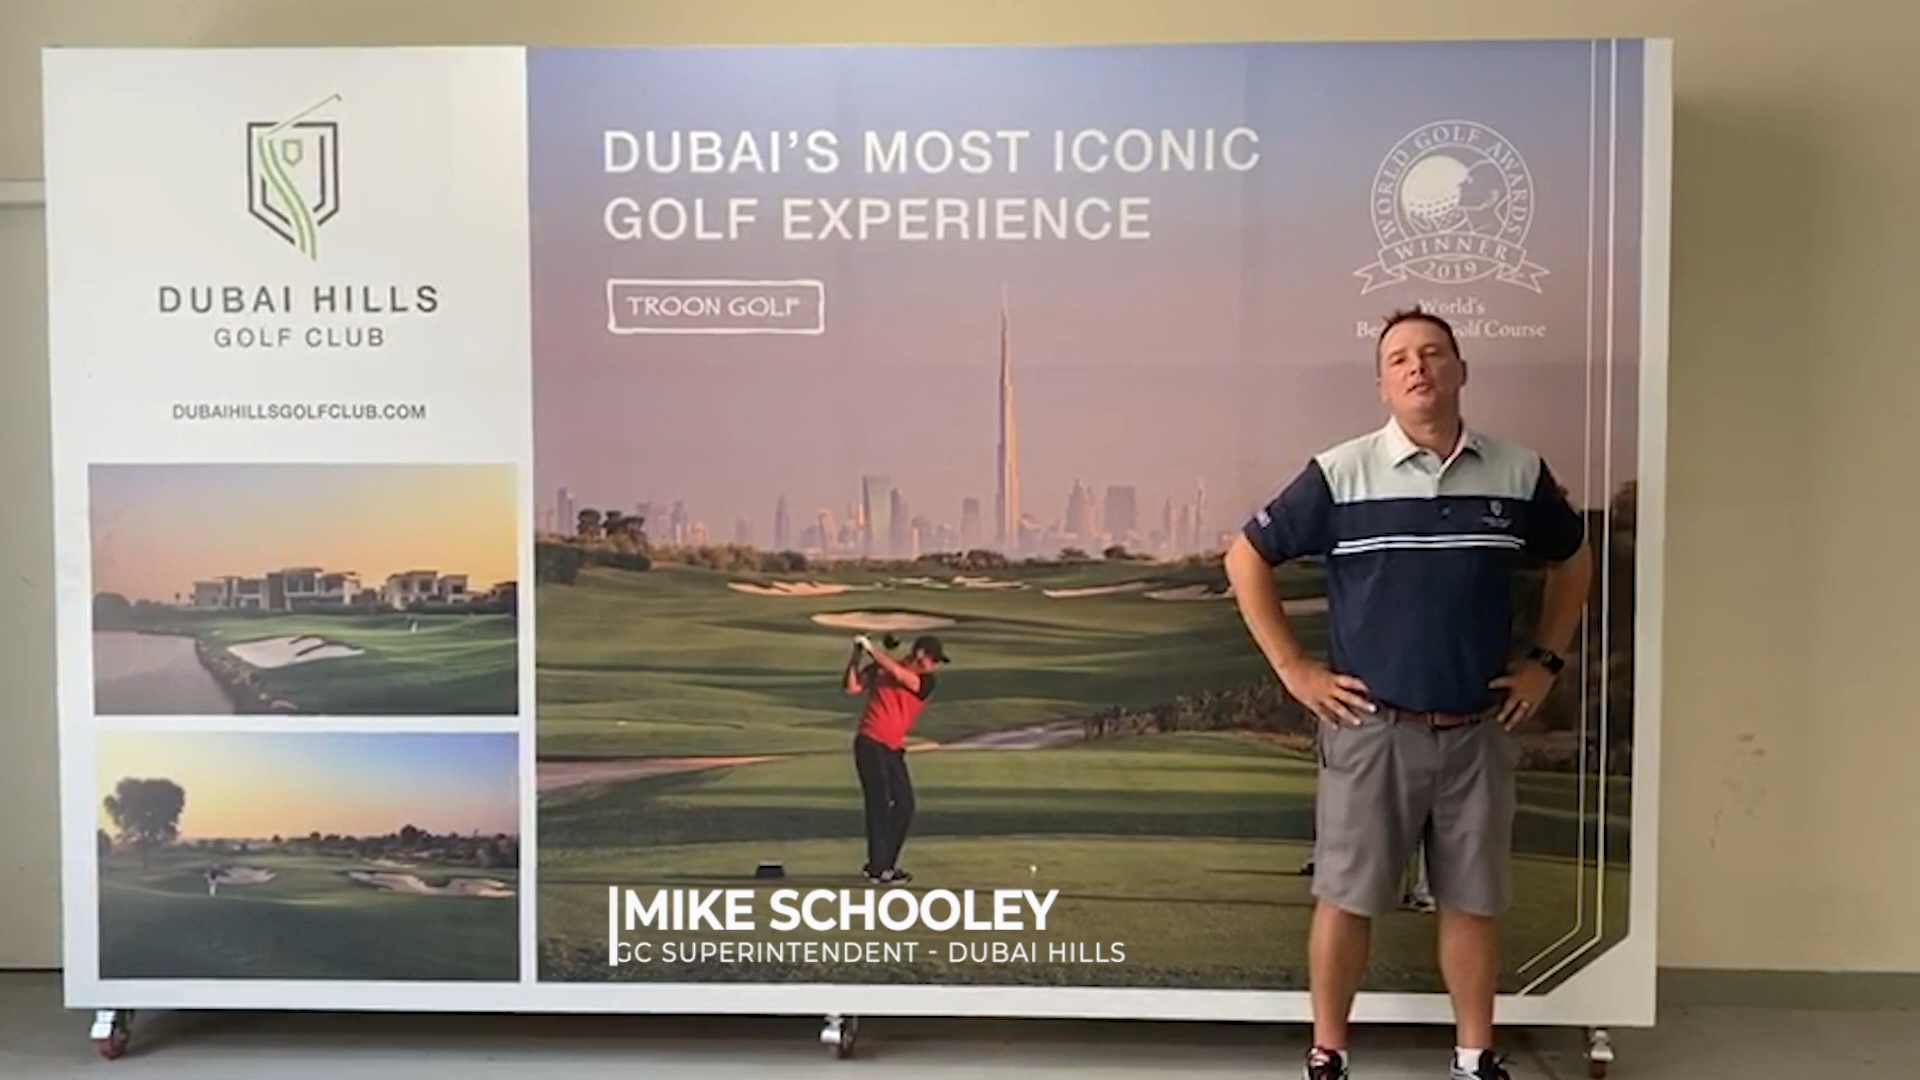 DUBAI HILLS
GOLF CLUB
DUBAIHILLSGOLFCLUB.COM
DUBAI'S MOST ICONIC
GOLF EXPERIENCE
TROON GOLF
WORLD GOLF AWARDS
WINNER
2019
World's
Golf Course
MIKE SCHOOLEY
GC SUPERINTENDENT - DUBAI HILLS